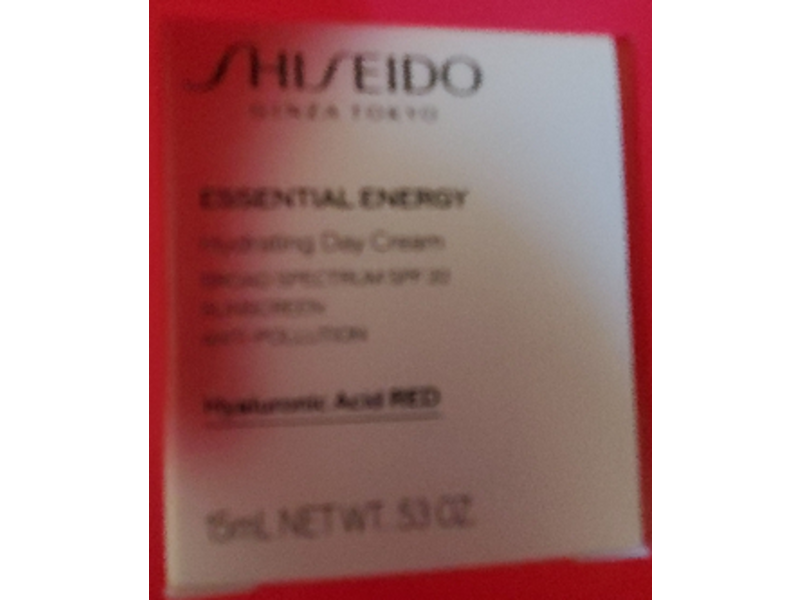 SHISEIDO
GINZA TOKYO
ESSENTIAL ENERGY
Hydrating Day Cream
BROAD SPECTRUM SPF 20
SUNSCREEN
ANTI-POLLUTION
Hyaluronic Acid RED
15mL NET WT. .53 OZ.